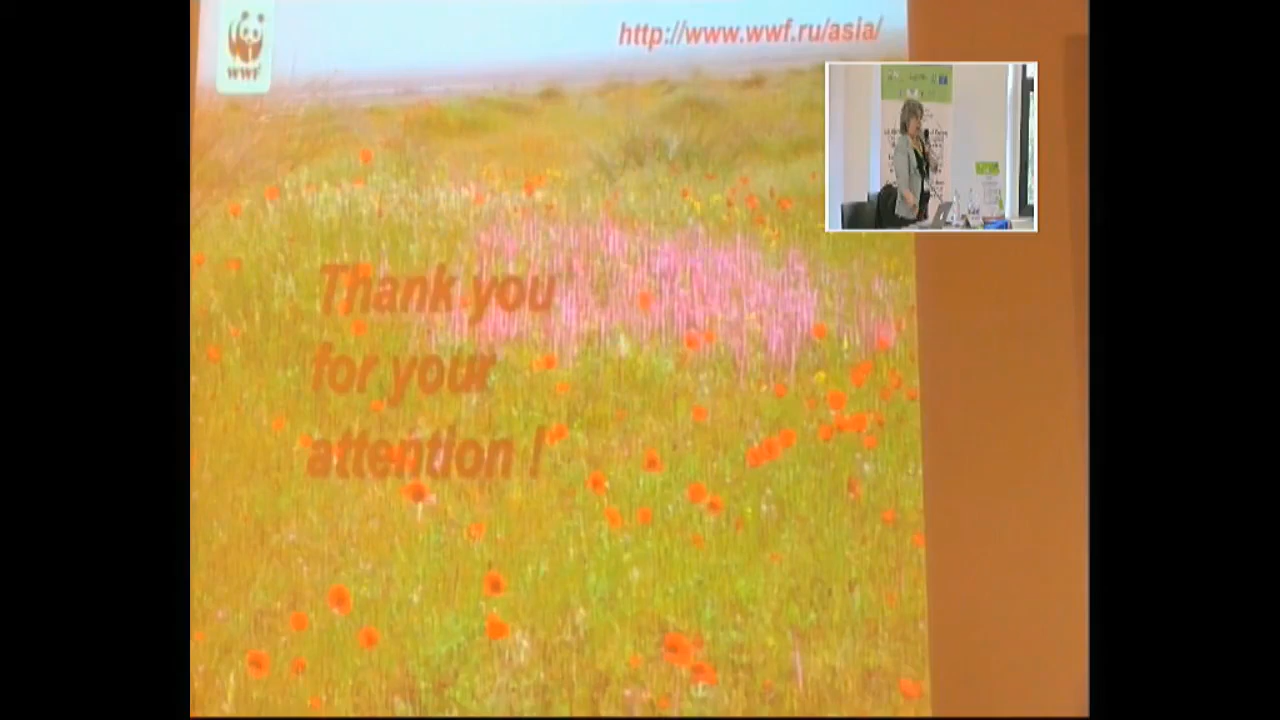 WWF
http://www.wwf.ru/asia/
Thank you
for your
attention !